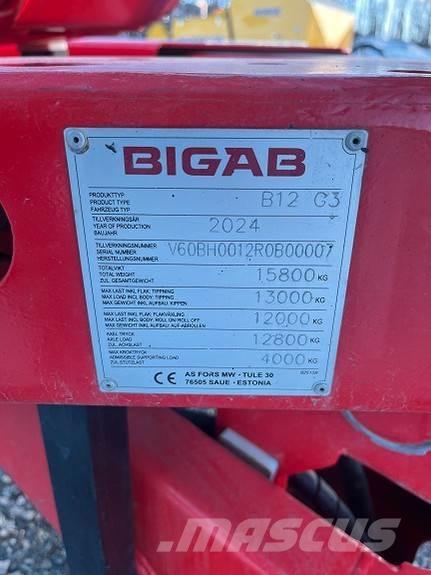 BIGAB
PRODUKTTYP
PRODUCT TYPE
FAHRZEUG TYP
B12 G3
TILLVERKNINGSÅR
YEAR OF PRODUCTION
BAUJAHR
2024
TILLVERKNINGSNUMMER
SERIAL NUMBER
HERSTELLUNGSNUMMER
V60BH0012R0B00007
TOTALVIKT
TOTAL WEIGHT
ZUL. GESAMTGEWICHT
15800 KG
MAX LAST INKL. FLAK: TIPPNING
MAX LOAD INCL BODY: TIPPING
MAX GEWICHT INKL. AUFBAU ZUF KIPPEN
13000 KG
MAX LAST INKL. FLAK: FLAKVÄXLING
MAX LOAD INCL. BODY: ROLL ON/ROLL OFF
MAX. GEWICHT INKL AUFBAU AUF-ABROLLEN
12000 KG
AXEL TRYCK
AXLE LOAD
ZUL. ACHSLAST
12800 KG
MAX KROKTRYCK
ADMISSIBLE SUPPORTING LOAD
ZUL. STÜTZLAST
4000 KG
CE AS FORS MW - TULE 30
76505 SAUE - ESTONIA
MASCUS